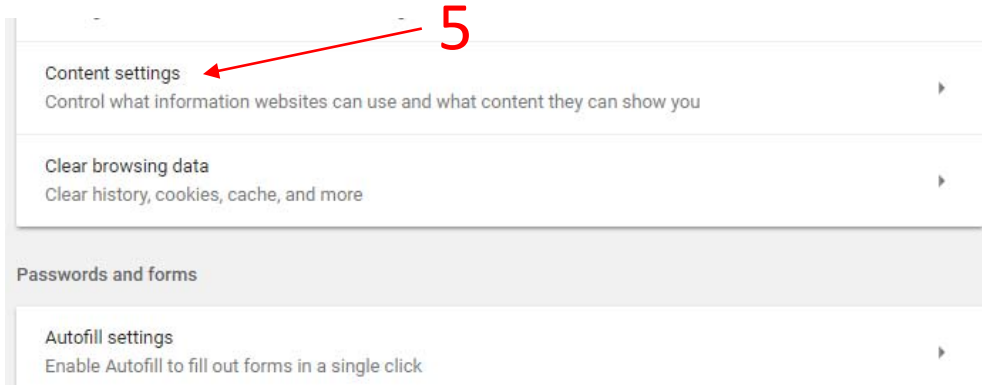 5
Content settings
Control what information websites can use and what content they can show you
Clear browsing data
Clear history, cookies, cache, and more
Passwords and forms
Autofill settings
Enable Autofill to fill out forms in a single click